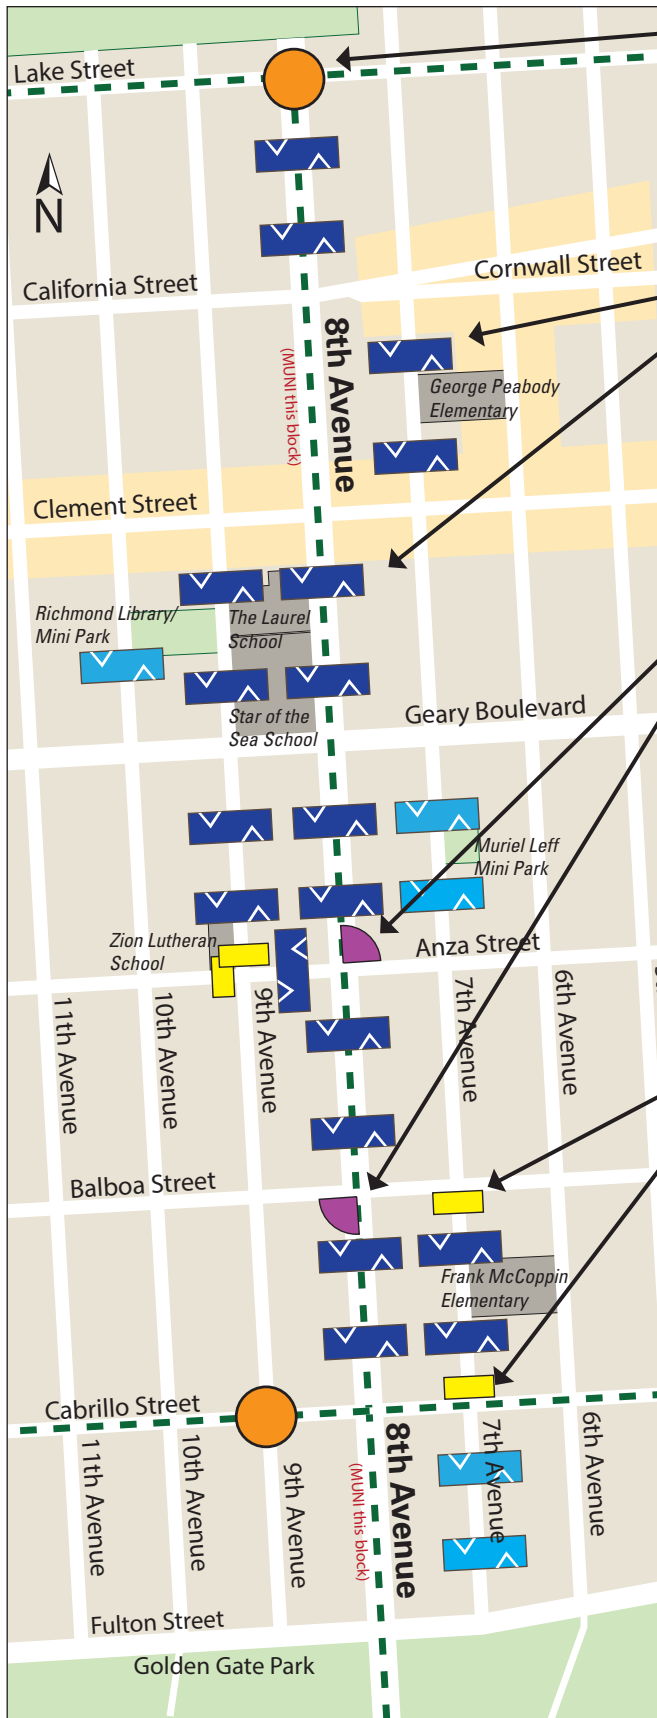 Lake Street
N
California Street
Cornwall Street
8th Avenue
(MUNI this block)
George Peabody
Elementary
Clement Street
Richmond Library/
Mini Park
The Laurel
School
Star of the
Sea School
Geary Boulevard
Muriel Leff
Mini Park
Zion Lutheran
School
Anza Street
11th Avenue
10th Avenue
9th Avenue
7th Avenue
6th Avenue
Balboa Street
Frank McCoppin
Elementary
Cabrillo Street
11th Avenue
10th Avenue
9th Avenue
8th Avenue
(MUNI this block)
7th Avenue
6th Avenue
Fulton Street
Golden Gate Park